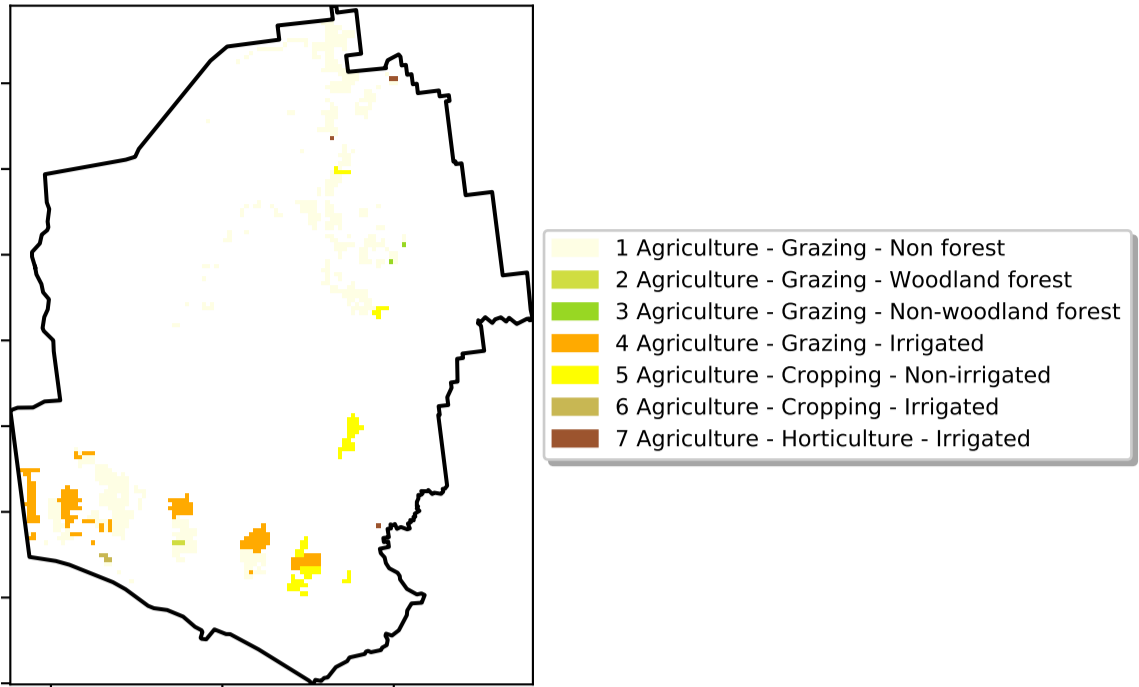 1 Agriculture - Grazing - Non forest
2 Agriculture - Grazing - Woodland forest
3 Agriculture - Grazing - Non-woodland forest
4 Agriculture - Grazing - Irrigated
5 Agriculture - Cropping - Non-irrigated
6 Agriculture - Cropping - Irrigated
7 Agriculture - Horticulture - Irrigated